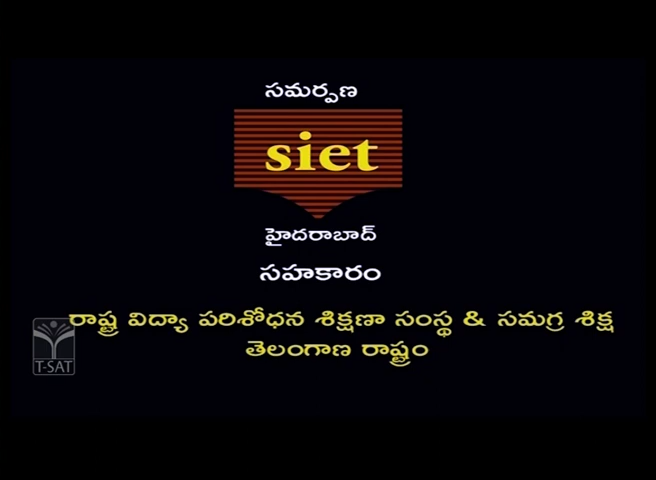 సమర్పణ
siet
హైదరాబాద్
సహకారం
రాష్ట్ర విద్యా పరిశోధన శిక్షణా సంస్థ & సమగ్ర శిక్ష
తెలంగాణ రాష్ట్రం
T-SAT